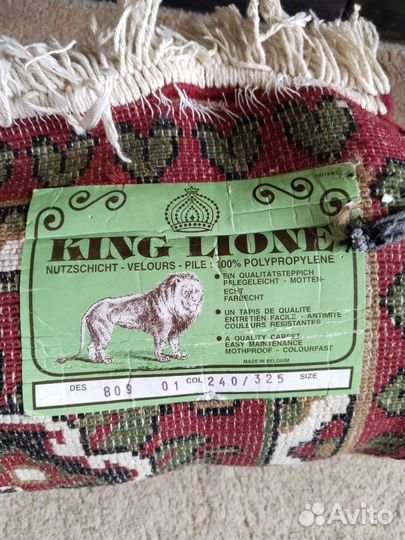 KING LIONE
NUTZSCHICHT - VELOURS - PILE : 100% POLYPROPYLENE
• EIN QUALITÄTSTEPPICH
PFLEGELEICHT - MOTTEN-
ECHT
FARBECHT
• UN TAPIS DE QUALITE
ENTRETIEN FACILE - ANTIMITE
COULEURS RESISTANTES
• A QUALITY CARPET
EASY MAINTENANCE
MOTHPROOF - COLOURFAST
MADE IN BELGIUM
DES 809 01 COL 240/325 SIZE
Avito